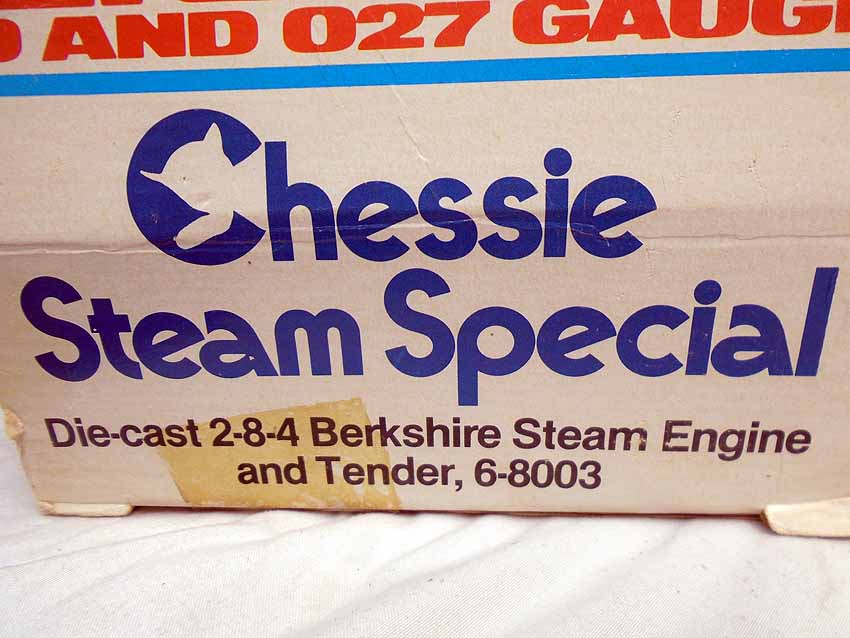 AND 027 GAUG
Chessie
Steam Special
Die-cast 2-8-4 Berkshire Steam Engine
and Tender, 6-8003